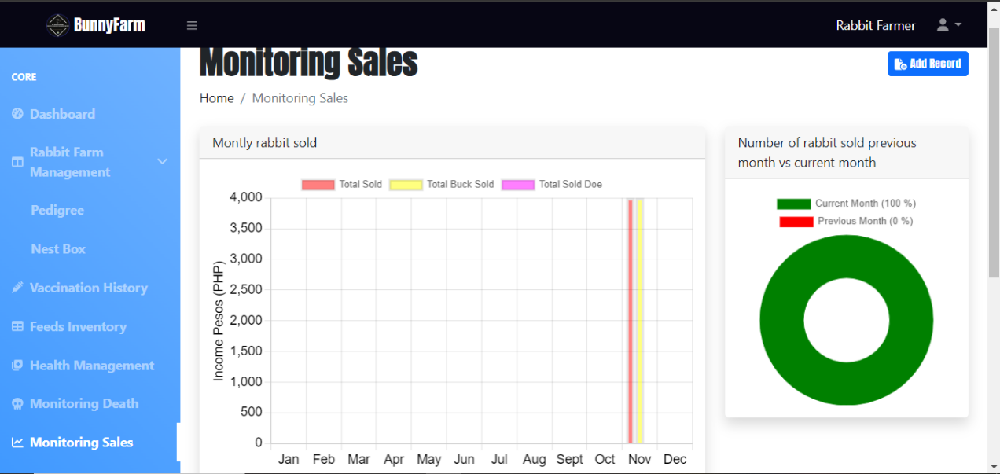 BunnyFarm
Rabbit Farmer
CORE
Dashboard
Rabbit Farm
Management
Pedigree
Nest Box
Vaccination History
Feeds Inventory
Health Management
Monitoring Death
Monitoring Sales
Monitoring Sales
Add Record
Home / Monitoring Sales
Montly rabbit sold
Total Sold Total Buck Sold Total Sold Doe
Income Pesos (PHP)
4,000
3,500
3,000
2,500
2,000
1,500
1,000
500
0
Jan Feb Mar Apr May Jun Jul Aug Sept Oct Nov Dec
Number of rabbit sold previous
month vs current month
Current Month (100 %)
Previous Month (0 %)